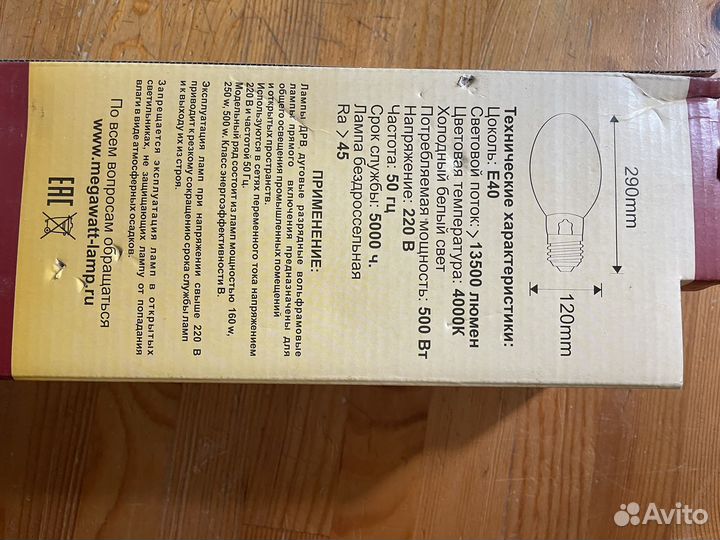 290mm
120mm
Технические характеристики:
Цоколь: E40
Световой поток: >13500 люмен
Цветовая температура: 4000К
Холодный белый свет
Потребляемая мощность: 500 Вт
Напряжение: 220 В
Частота: 50 гц
Срок службы: 5000 ч.
Лампа бездроссельная
Ra >45
ПРИМЕНЕНИЕ:
Лампы ДРВ дуговые разрядные вольфрамовые
лампы прямого включения предназначены для
общего освещения промышленных помещений
и открытых пространств.
Используются в сетях переменного тока напряжением
220 В и частотой 50 Гц.
Модельный ряд состоит из ламп мощностью 160 w,
250 w, 500 w. Класс энергоэффективности В.
Эксплуатация ламп при напряжении свыше 220 В
приводит к резкому сокращению срока службы ламп
и к выходу их из строя.
Запрещается эксплуатация ламп в открытых
светильниках, не защищающих лампу от попадания
влаги в виде атмосферных осадков.
По всем вопросам обращаться
www.megawatt-lamp.ru
EAC
Avito